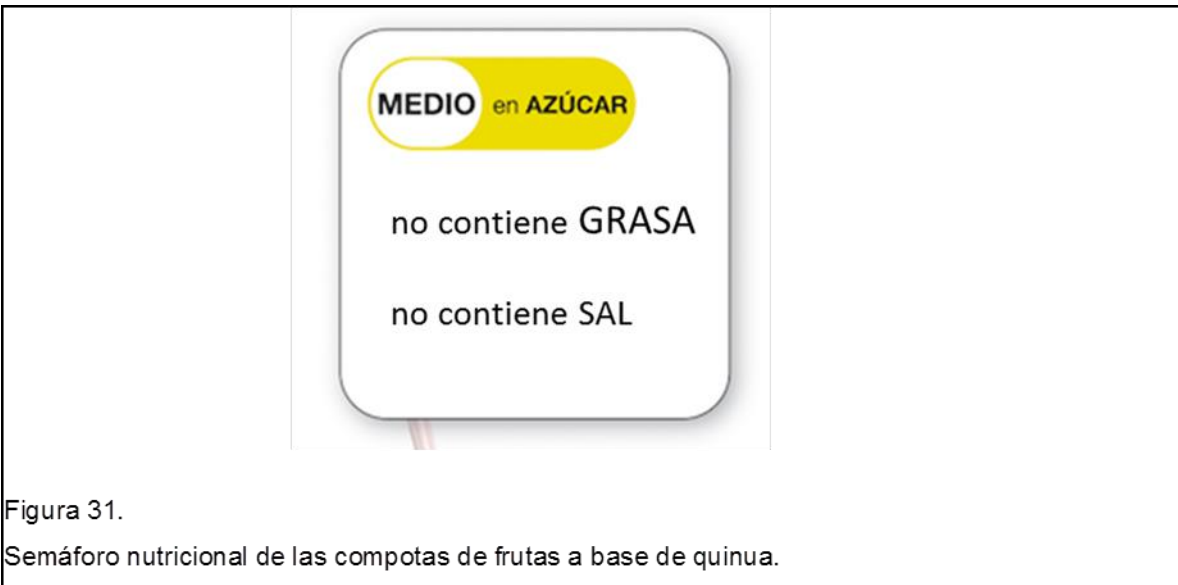 MEDIO en AZÚCAR
no contiene GRASA
no contiene SAL
Figura 31.
Semáforo nutricional de las compotas de frutas a base de quinua.